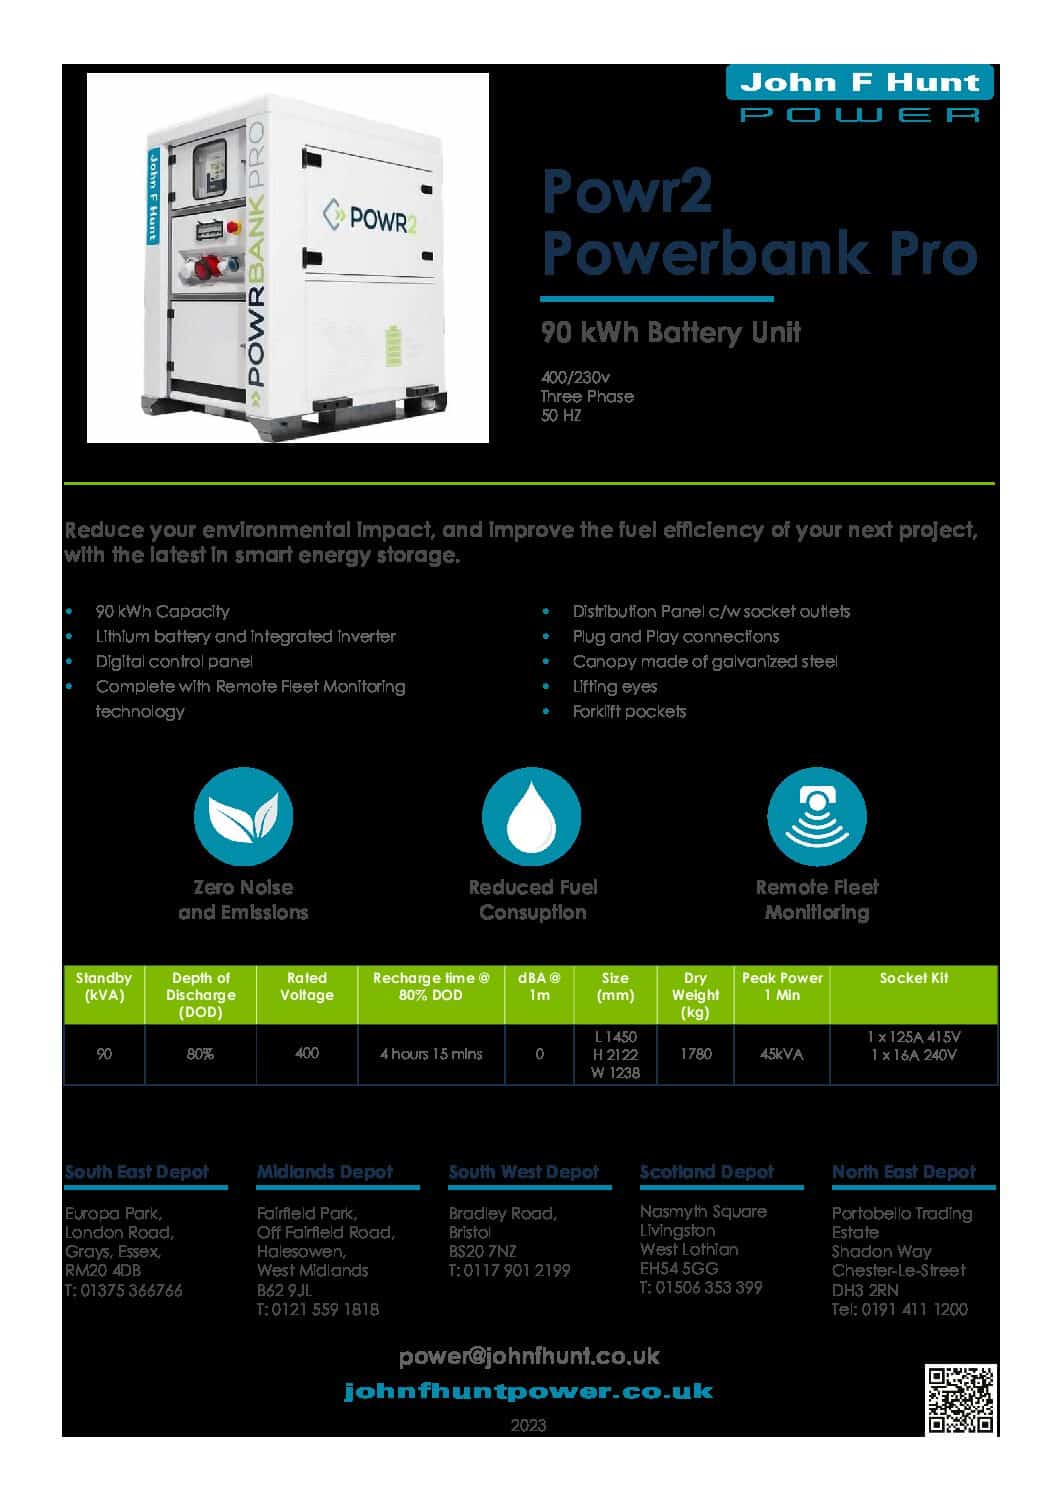 John F Hunt
POWER
John F Hunt
POWRBANK PRO
POWR2
Powr2
Powerbank Pro
90 kWh Battery Unit
400/230v
Three Phase
50 HZ
Reduce your environmental impact, and improve the fuel efficiency of your next project,
with the latest in smart energy storage.
• 90 kWh Capacity
• Lithium battery and integrated inverter
• Digital control panel
• Complete with Remote Fleet Monitoring
technology
• Distribution Panel c/w socket outlets
• Plug and Play connections
• Canopy made of galvanized steel
• Lifting eyes
• Forklift pockets
Zero Noise
and Emissions
Reduced Fuel
Consuption
Remote Fleet
Monitioring
Standby (kVA) Depth of Discharge (DOD) Rated Voltage Recharge time @ 80% DOD dBA @ 1m Size (mm) Dry Weight (kg) Peak Power 1 Min Socket Kit
90 80% 400 4 hours 15 mins 0 L 1450 H 2122 W 1238 1780 45kVA 1 x 125A 415V 1 x 16A 240V
South East Depot
Europa Park,
London Road,
Grays, Essex,
RM20 4DB
T: 01375 366766
Midlands Depot
Fairfield Park,
Off Fairfield Road,
Halesowen,
West Midlands
B62 9JL
T: 0121 559 1818
South West Depot
Bradley Road,
Bristol
BS20 7NZ
T: 0117 901 2199
Scotland Depot
Nasmyth Square
Livingston
West Lothian
EH54 5GG
T: 01506 353 399
North East Depot
Portobello Trading
Estate
Shadon Way
Chester-Le-Street
DH3 2RN
Tel: 0191 411 1200
power@johnfhunt.co.uk
johnfhuntpower.co.uk
2023